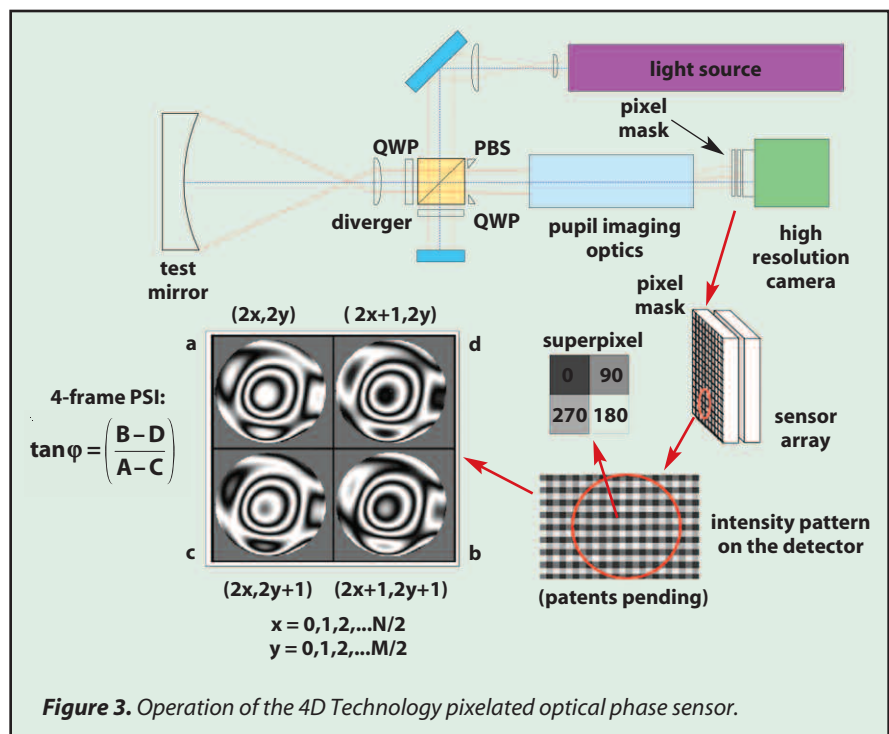 light source
pixel
mask
QWP
PBS
diverger
QWP
pupil imaging
optics
high
resolution
camera
test
mirror
pixel
mask
(2x,2y)
( 2x+1,2y)
superpixel
a
d
0 90
270 180
4-frame PSI:
tanφ = (B – D / A – C)
sensor
array
intensity pattern
on the detector
c
b
(2x,2y+1)
(2x+1,2y+1)
(patents pending)
x = 0,1,2,...N/2
y = 0,1,2,...M/2
Figure 3. Operation of the 4D Technology pixelated optical phase sensor.